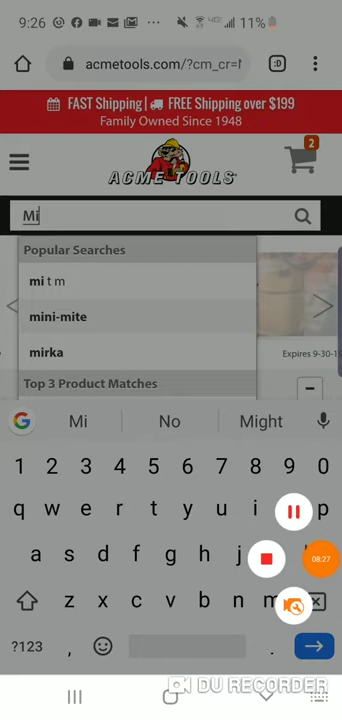 9:26 11%
acmetools.com/?cm_cr= :D
FAST Shipping | FREE Shipping over $199
Family Owned Since 1948
ACME TOOLS 2
Mi
Popular Searches
mi t m
mini-mite
mirka
Expires 9-30-1
Top 3 Product Matches
G Mi No Might
1 2 3 4 5 6 7 8 9 0
q w e r t y u i p
a s d f g h j 08:27
z x c v b n m
?123 , .
DU RECORDER